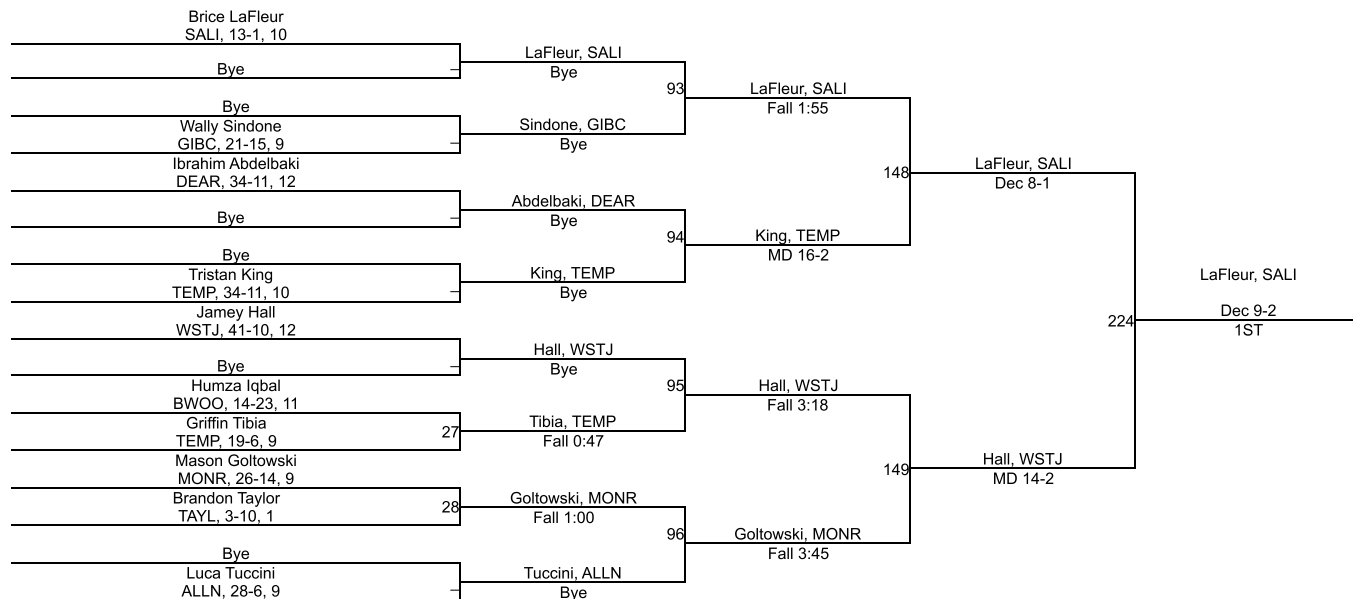 Brice LaFleur
SALI, 13-1, 10
Bye
Bye
Wally Sindone
GIBC, 21-15, 9
Ibrahim Abdelbaki
DEAR, 34-11, 12
Bye
Bye
Tristan King
TEMP, 34-11, 10
Jamey Hall
WSTJ, 41-10, 12
Bye
Humza Iqbal
BWOO, 14-23, 11
Griffin Tibia
TEMP, 19-6, 9
Mason Goltowski
MONR, 26-14, 9
Brandon Taylor
TAYL, 3-10, 1
Bye
Luca Tuccini
ALLN, 28-6, 9
–
–
–
–
–
27
28
–
LaFleur, SALI
Bye
Sindone, GIBC
Bye
Abdelbaki, DEAR
Bye
King, TEMP
Bye
Hall, WSTJ
Bye
Tibia, TEMP
Fall 0:47
Goltowski, MONR
Fall 1:00
Tuccini, ALLN
Bye
93
94
95
96
LaFleur, SALI
Fall 1:55
King, TEMP
MD 16-2
Hall, WSTJ
Fall 3:18
Goltowski, MONR
Fall 3:45
148
149
LaFleur, SALI
Dec 8-1
Hall, WSTJ
MD 14-2
224
LaFleur, SALI
Dec 9-2
1ST